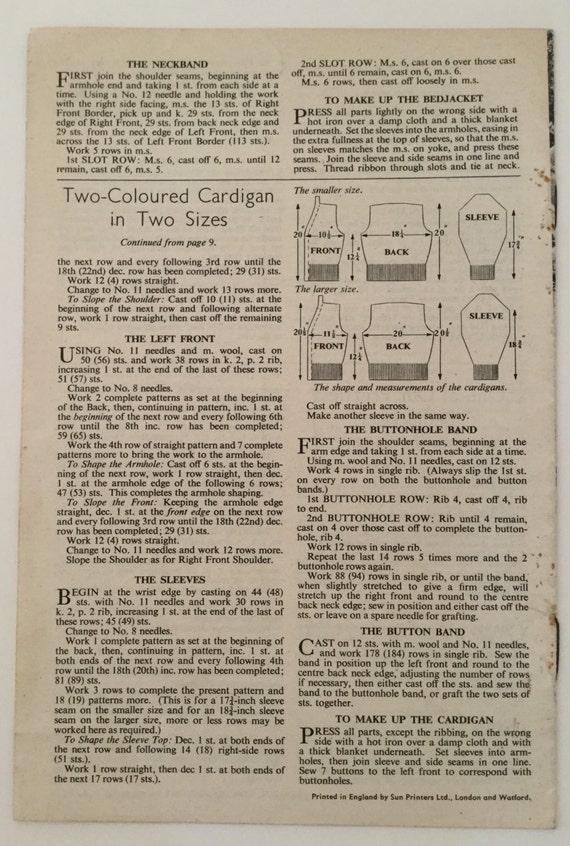 THE NECKBAND
FIRST join the shoulder seams, beginning at the
armhole end and taking 1 st. from each side at a
time. Using a No. 12 needle and holding the work
with the right side facing, m.s. the 13 sts. of Right
Front Border, pick up and k. 29 sts. from the neck
edge of Right Front, 29 sts. from back neck edge and
29 sts. from the neck edge of Left Front, then m.s.
across the 13 sts. of Left Front Border (113 sts.).
Work 5 rows in m.s.
1st SLOT ROW: M.s. 6, cast off 6, m.s. until 12
remain, cast off 6, m.s. 5.
2nd SLOT ROW: M.s. 6, cast on 6 over those cast
off, m.s. until 6 remain, cast on 6, m.s. 6.
M.s. 6 rows, then cast off loosely in m.s.
TO MAKE UP THE BEDJACKET
PRESS all parts lightly on the wrong side with a
hot iron over a damp cloth and a thick blanket
underneath. Set the sleeves into the armholes, easing in
the extra fullness at the top of sleeves, so that the m.s.
on sleeves matches the m.s. on yoke, and press these
seams. Join the sleeve and side seams in one line and
press. Thread ribbon through slots and tie at neck.
Two-Coloured Cardigan
in Two Sizes
Continued from page 9.
the next row and every following 3rd row until the
18th (22nd) dec. row has been completed; 29 (31) sts.
Work 12 (4) rows straight.
Change to No. 11 needles and work 13 rows more.
To Slope the Shoulder: Cast off 10 (11) sts. at the
beginning of the next row and following alternate
row, work 1 row straight, then cast off the remaining
9 sts.
THE LEFT FRONT
USING No. 11 needles and m. wool, cast on
50 (56) sts. and work 38 rows in k. 2, p. 2 rib,
increasing 1 st. at the end of the last of these rows;
51 (57) sts.
Change to No. 8 needles.
Work 2 complete patterns as set at the beginning of
the Back, then, continuing in pattern, inc. 1 st. at
the beginning of the next row and every following 6th
row until the 8th inc. row has been completed;
59 (65) sts.
Work the 4th row of straight pattern and 7 complete
patterns more to bring the work to the armhole.
To Shape the Armhole: Cast off 6 sts. at the begin-
ning of the next row, work 1 row straight, then dec.
1 st. at the armhole edge of the following 6 rows;
47 (53) sts. This completes the armhole shaping.
To Slope the Front: Keeping the armhole edge
straight, dec. 1 st. at the front edge on the next row
and every following 3rd row until the 18th (22nd) dec.
row has been completed; 29 (31) sts.
Work 12 (4) rows straight.
Change to No. 11 needles and work 12 rows more.
Slope the Shoulder as for Right Front Shoulder.
THE SLEEVES
BEGIN at the wrist edge by casting on 44 (48)
sts. with No. 11 needles and work 30 rows in
k. 2, p. 2 rib, increasing 1 st. at the end of the last of
these rows; 45 (49) sts.
Change to No. 8 needles.
Work 1 complete pattern as set at the beginning of
the back, then, continuing in pattern, inc. 1 st. at
both ends of the next row and every following 4th
row until the 18th (20th) inc. row has been completed;
81 (89) sts.
Work 3 rows to complete the present pattern and
18 (19) patterns more. (This is for a 17¾-inch sleeve
seam on the smaller size and for an 18¾-inch sleeve
seam on the larger size, more or less rows may be
worked here as required.)
To Shape the Sleeve Top: Dec. 1 st. at both ends of
the next row and following 14 (18) right-side rows
(51 sts.).
Work 1 row straight, then dec 1 st. at both ends of
the next 17 rows (17 sts.).
The smaller size.
20" 10½" 12¼" FRONT
18¼" BACK 20"
SLEEVE 17¾"
The larger size.
20½" 11½" 12¼" FRONT
20" BACK 20½"
SLEEVE 18¾"
The shape and measurements of the cardigans.
Cast off straight across.
Make another sleeve in the same way.
THE BUTTONHOLE BAND
FIRST join the shoulder seams, beginning at the
arm edge and taking 1 st. from each side at a time.
Using m. wool and No. 11 needles, cast on 12 sts.
Work 4 rows in single rib. (Always slip the 1st st.
on every row on both the buttonhole and button
bands.)
1st BUTTONHOLE ROW: Rib 4, cast off 4, rib
to end.
2nd BUTTONHOLE ROW: Rib until 4 remain,
cast on 4 over those cast off to complete the button-
hole, rib 4.
Work 12 rows in single rib.
Repeat the last 14 rows 5 times more and the 2
buttonhole rows again.
Work 88 (94) rows in single rib, or until the band,
when slightly stretched to give a firm edge, will
stretch up the right front and round to the centre
back neck edge; sew in position and either cast off the
sts. or leave on a spare needle for grafting.
THE BUTTON BAND
CAST on 12 sts. with m. wool and No. 11 needles,
and work 178 (184) rows in single rib. Sew the
band in position up the left front and round to the
centre back neck edge, adjusting the number of rows
if necessary, then either cast off the sts. and sew the
band to the buttonhole band, or graft the two sets of
sts. together.
TO MAKE UP THE CARDIGAN
PRESS all parts, except the ribbing, on the wrong
side with a hot iron over a damp cloth and with
a thick blanket underneath. Set sleeves into arm-
holes, then join sleeve and side seams in one line.
Sew 7 buttons to the left front to correspond with
buttonholes.
Printed in England by Sun Printers Ltd., London and Watford.